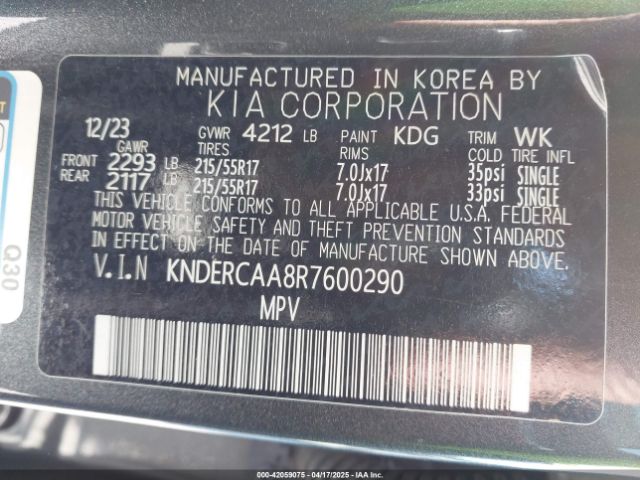 MANUFACTURED IN KOREA BY
KIA CORPORATION
12/23 GVWR 4212 LB PAINT KDG TRIM WK
GAWR TIRES RIMS COLD TIRE INFL
FRONT 2293 LB 215/55R17 7.0Jx17 35psi SINGLE
REAR 2117 LB 215/55R17 7.0Jx17 33psi SINGLE
THIS VEHICLE CONFORMS TO ALL APPLICABLE U.S.A. FEDERAL
MOTOR VEHICLE SAFETY AND THEFT PREVENTION STANDARDS
IN EFFECT ON THE DATE OF MANUFACTURE SHOWN ABOVE.
V.I.N KNDERCAA8R7600290
MPV
Q30
000-42059075 - 04/17/2025 - IAAI.COM